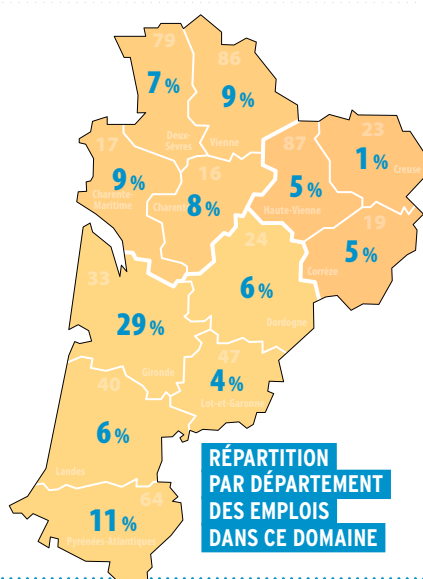 79
7 %
Deux-
Sèvres
86
9 %
Vienne
17
9 %
Charente-
Maritime
16
8 %
Charente
87
5 %
Haute-Vienne
23
1 %
Creuse
19
5 %
Corrèze
24
6 %
Dordogne
33
29 %
Gironde
47
4 %
Lot-et-Garonne
40
6 %
Landes
64
11 %
Pyrénées-Atlantiques
RÉPARTITION
PAR DÉPARTEMENT
DES EMPLOIS
DANS CE DOMAINE